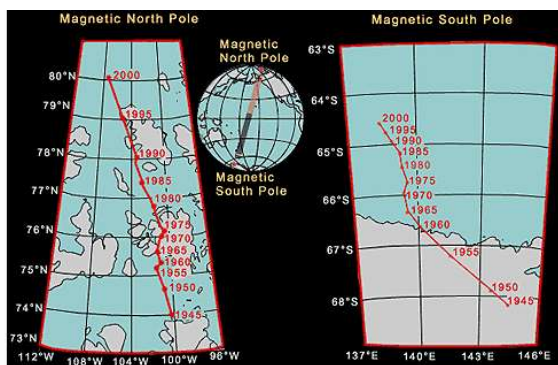 Magnetic North Pole
80°N
79°N
78°N
77°N
76°N
75°N
74°N
73°N
2000
1995
1990
1985
1980
1975
1970
1965
1960
1955
1950
1945
112°W
108°W
104°W
100°W
96°W
Magnetic
North Pole
Magnetic
South Pole
Magnetic South Pole
63°S
64°S
65°S
66°S
67°S
68°S
2000
1995
1990
1985
1980
1975
1970
1965
1960
1955
1950
1945
137°E
140°E
143°E
146°E